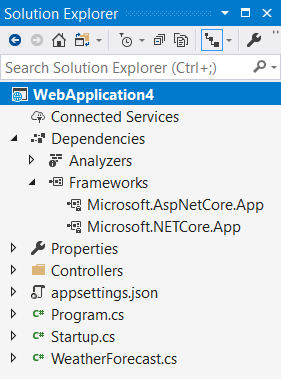 Solution Explorer
Search Solution Explorer (Ctrl+;)
WebApplication4
Connected Services
Dependencies
Analyzers
Frameworks
Microsoft.AspNetCore.App
Microsoft.NETCore.App
Properties
Controllers
appsettings.json
C# Program.cs
C# Startup.cs
C# WeatherForecast.cs